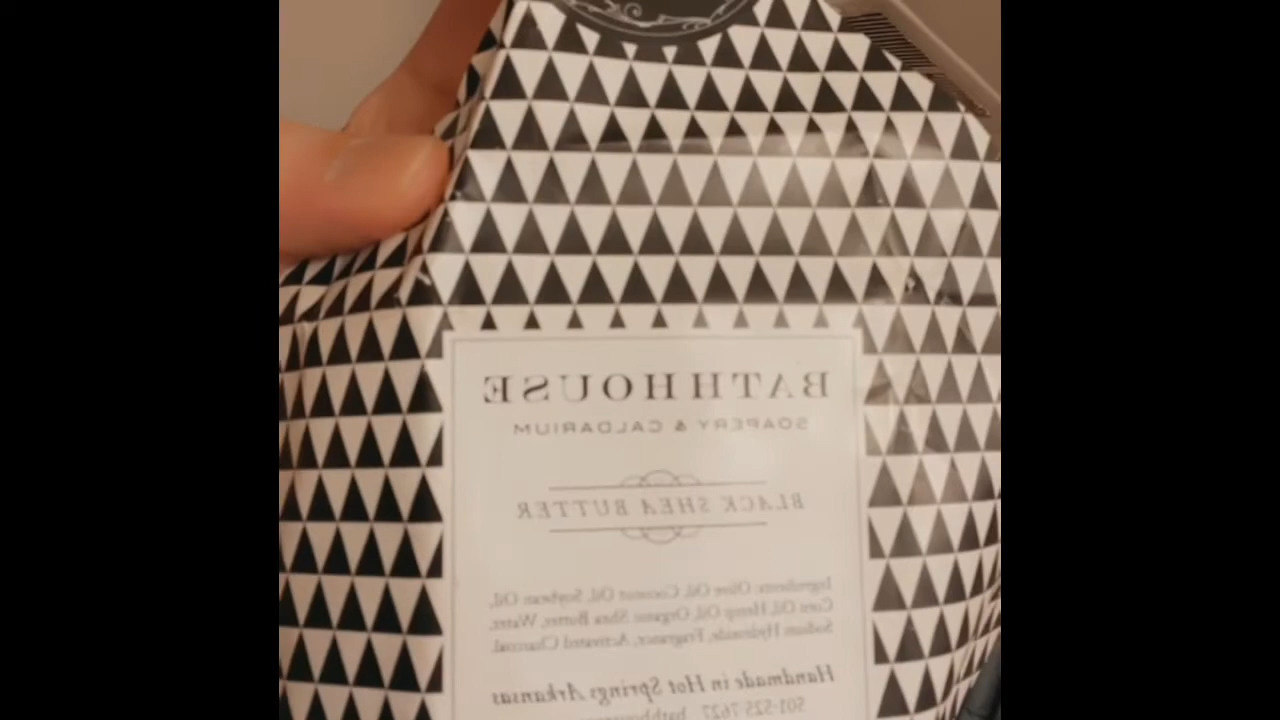 BATHHOUSE
SOAPERY & CALDARIUM
BLACK SHEA BUTTER
Ingredients: Olive Oil, Coconut Oil, Soybean Oil,
Corn Oil, Hemp Oil, Organic Shea Butter, Water,
Sodium Hydroxide, Fragrance, Activated Charcoal.
Handmade in Hot Springs Arkansas
501-525-7627